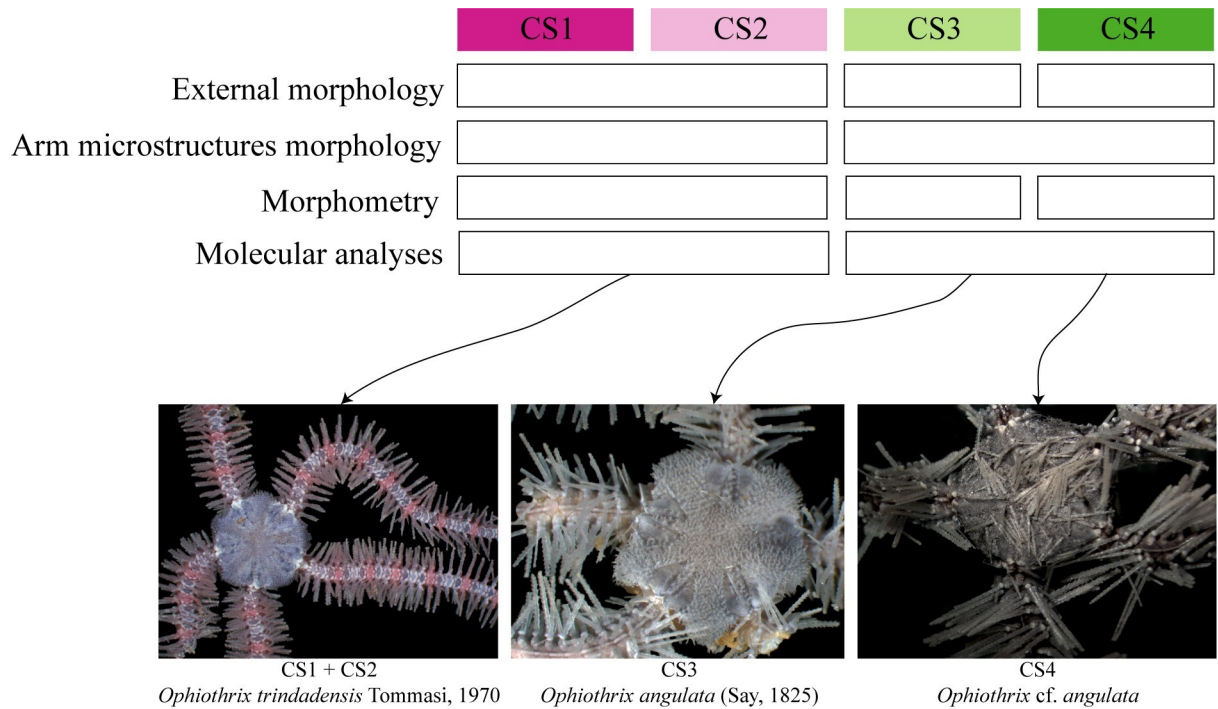 CS1 CS2 CS3 CS4
External morphology
Arm microstructures morphology
Morphometry
Molecular analyses
CS1 + CS2
Ophiothrix trindadensis Tommasi, 1970
CS3
Ophiothrix angulata (Say, 1825)
CS4
Ophiothrix cf. angulata